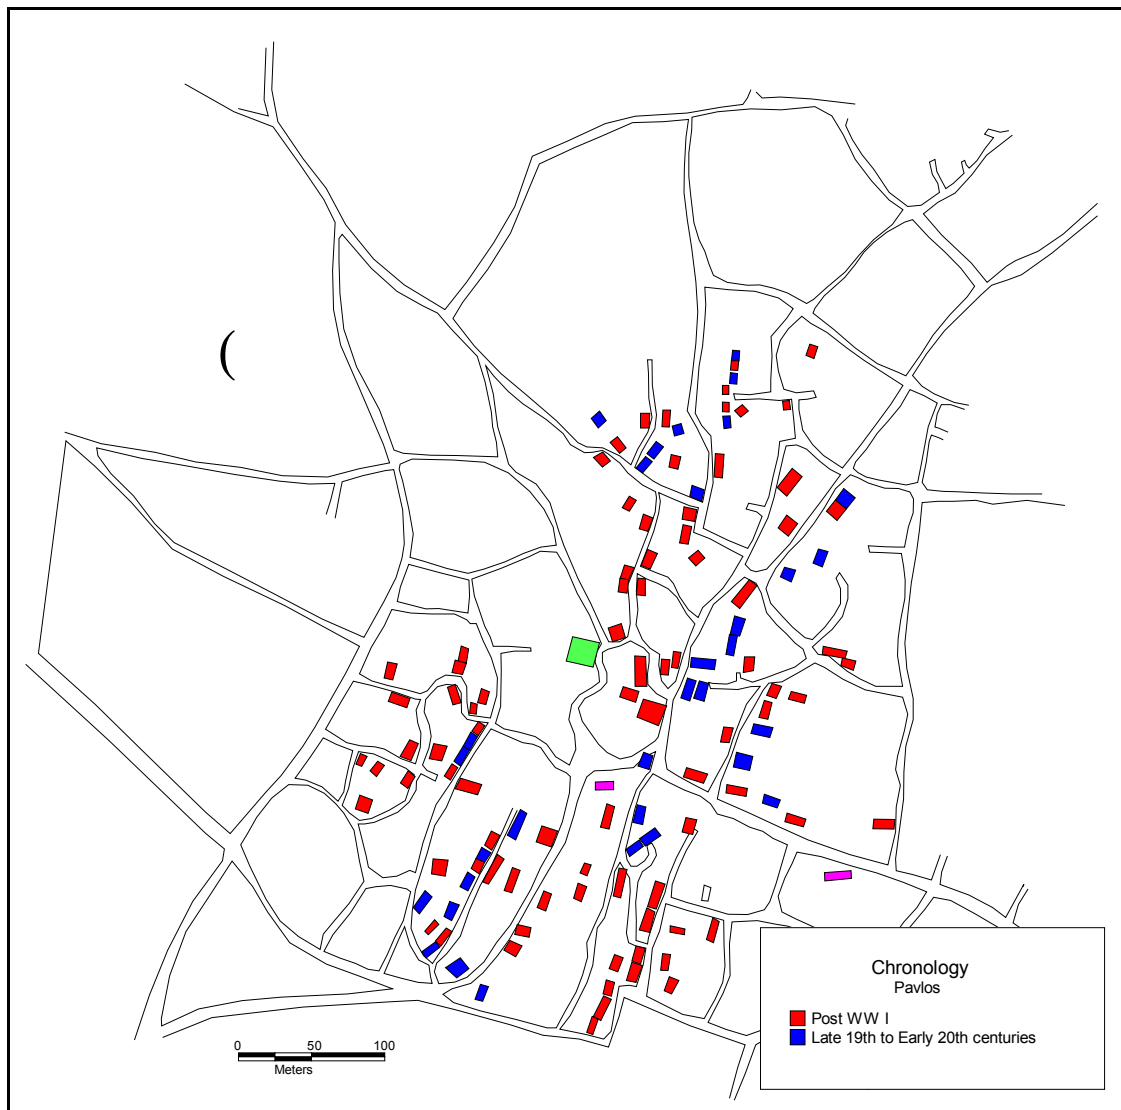 (
Chronology
Pavlos
Post WW I
Late 19th to Early 20th centuries
0 50 100
Meters